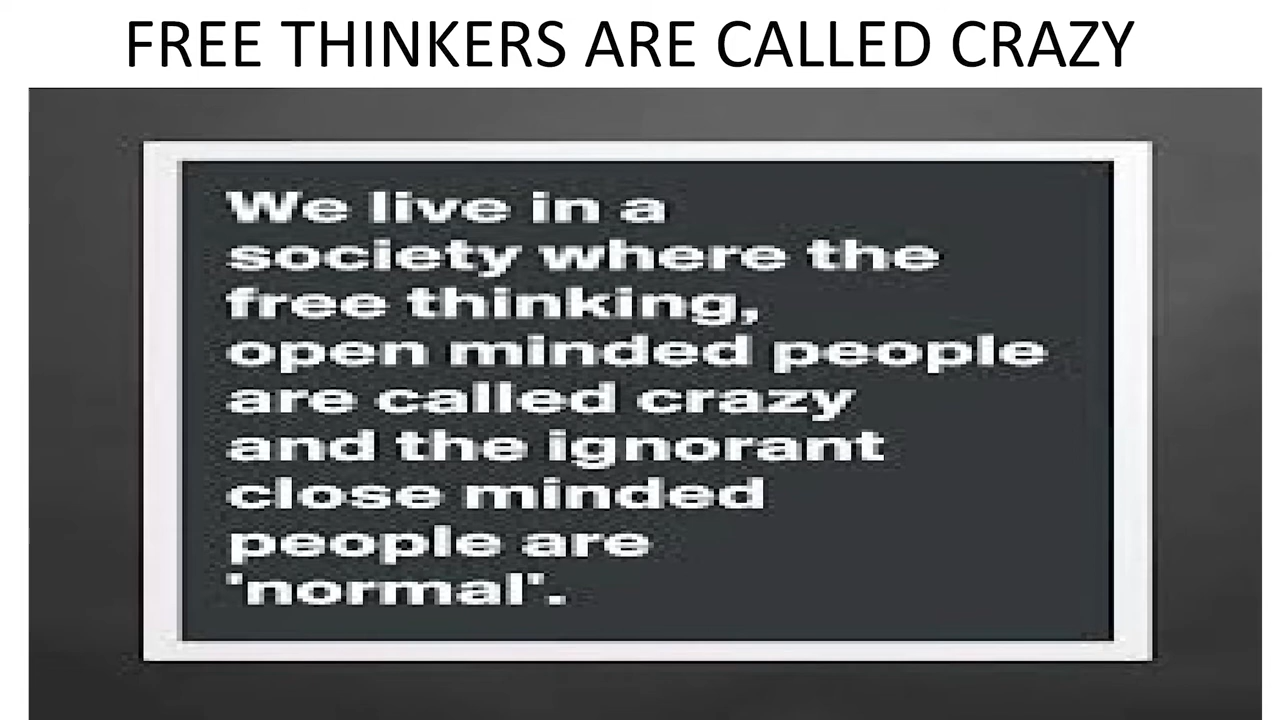 FREE THINKERS ARE CALLED CRAZY
We live in a
society where the
free thinking,
open minded people
are called crazy
and the ignorant
close minded
people are
'normal'.